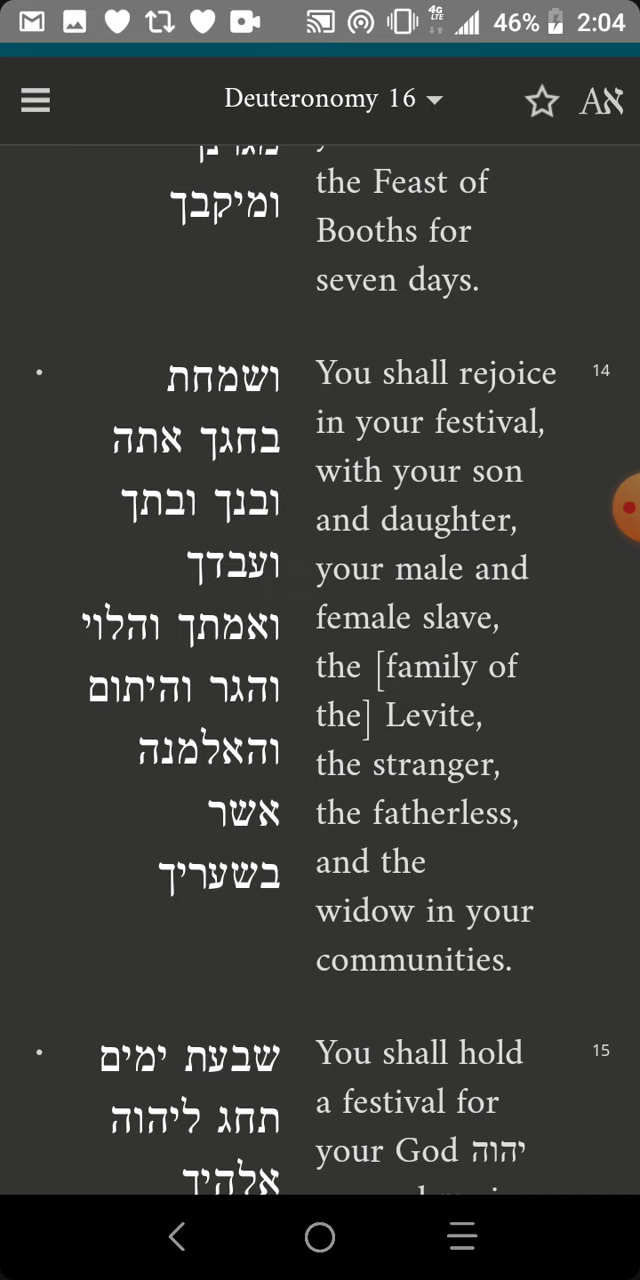 46% 2:04
Deuteronomy 16
Aא
ומיקבך
the Feast of
Booths for
seven days.
ושמחת
בחגך אתה
ובנך ובתך
ועבדך
ואמתך והלוי
והגר והיתום
והאלמנה
אשר
בשעריך
You shall rejoice
in your festival,
with your son
and daughter,
your male and
female slave,
the [family of
the] Levite,
the stranger,
the fatherless,
and the
widow in your
communities.
14
שבעת ימים
תחג ליהוה
אלהיך
You shall hold
a festival for
your God יהוה
15